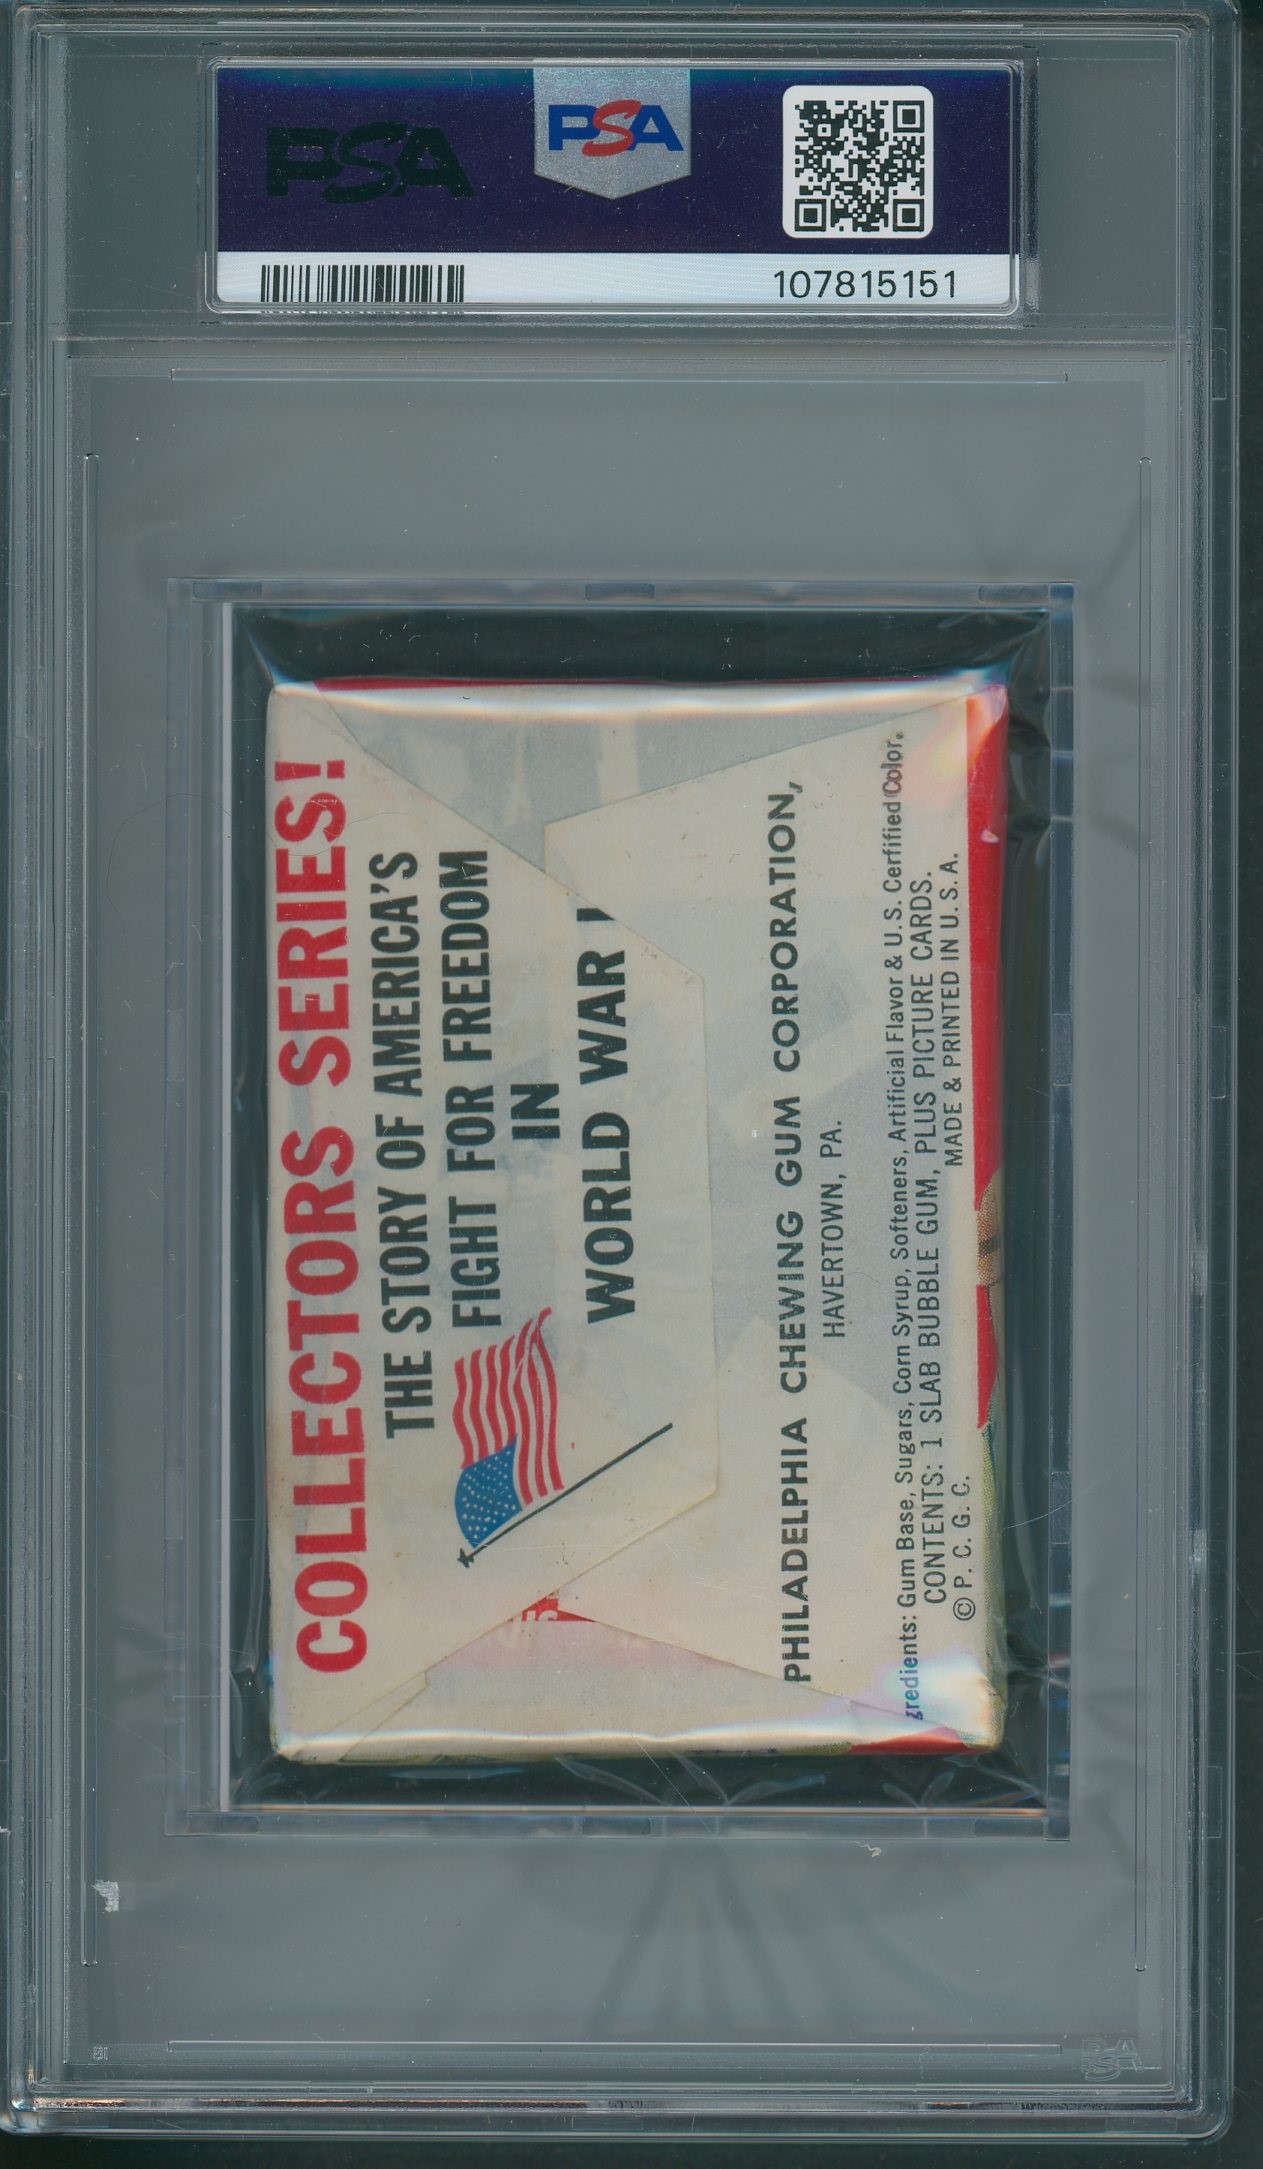 PSA
PSA
107815151
COLLECTORS SERIES!
THE STORY OF AMERICA'S
FIGHT FOR FREEDOM
IN
WORLD WAR I
PHILADELPHIA CHEWING GUM CORPORATION,
HAVERTOWN, PA.
gredients: Gum Base, Sugars, Corn Syrup, Softeners, Artificial Flavor & U.S. Cerfified Color.
CONTENTS: 1 SLAB BUBBLE GUM, PLUS PICTURE CARDS.
© P. C. G. C. MADE & PRINTED IN U. S. A.
PSA